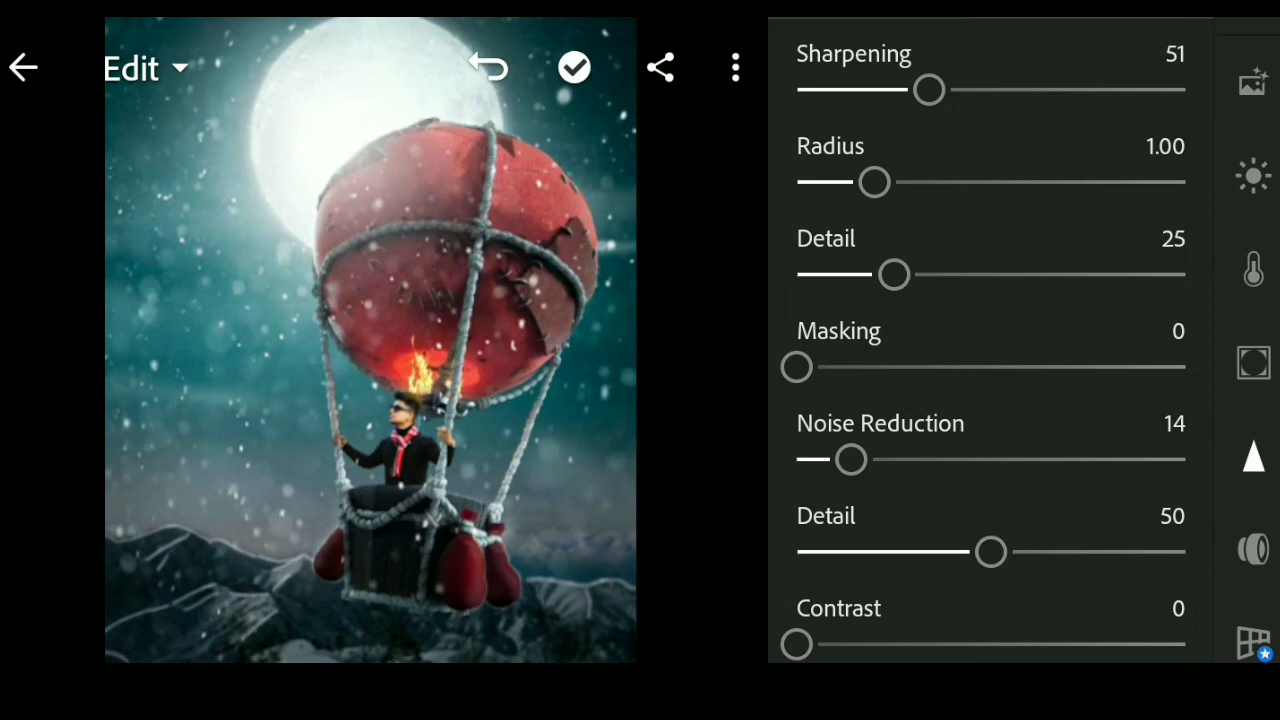 Edit
Sharpening 51
Radius 1.00
Detail 25
Masking 0
Noise Reduction 14
Detail 50
Contrast 0